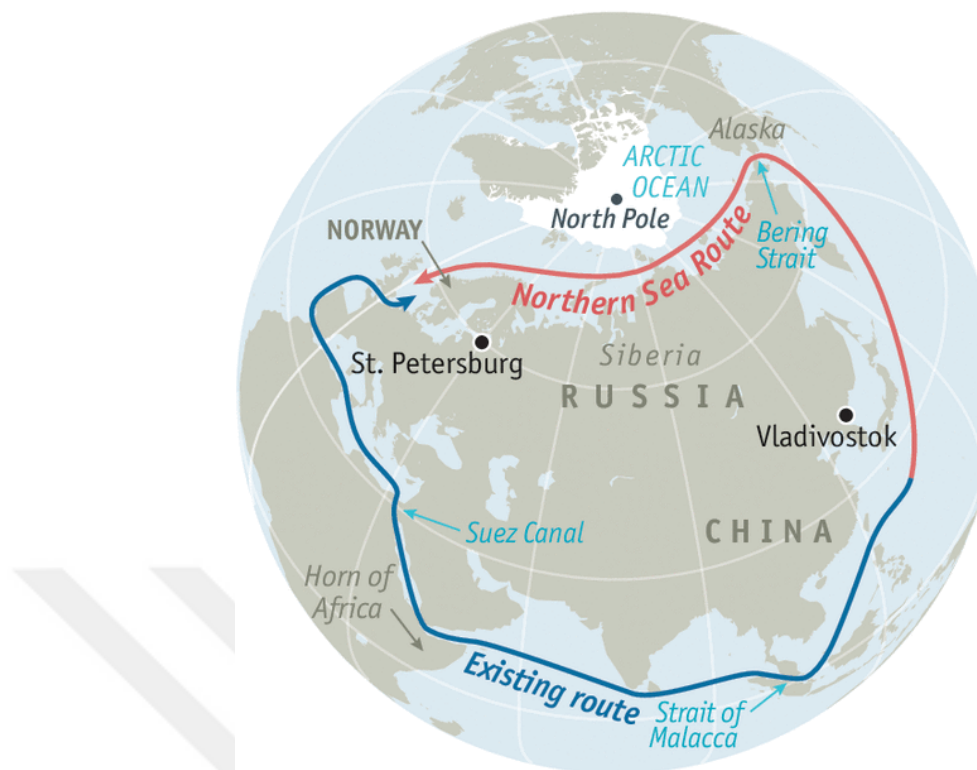 Alaska
ARCTIC
OCEAN
North Pole
NORWAY
Bering
Strait
Northern Sea Route
St. Petersburg
Siberia
RUSSIA
Vladivostok
Suez Canal
CHINA
Horn of
Africa
Existing route
Strait of
Malacca